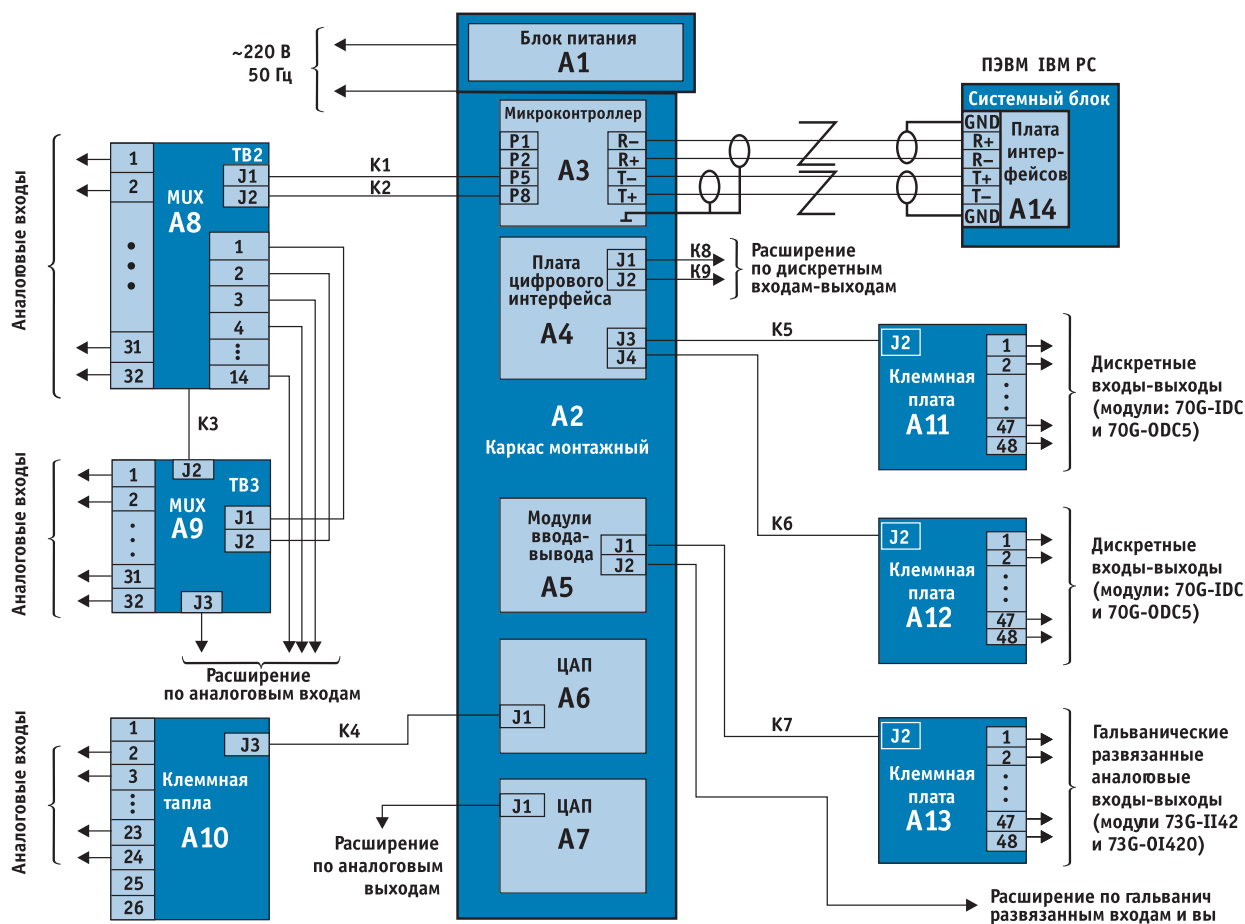 ~220 В
50 Гц
Блок питания
А1
ПЭВМ IBM PC
Системный блок
GND
R+
R–
T+
T–
GND
Плата
интер-
фейсов
А14
Микроконтроллер
P1
P2
P5
P8
А3
R–
R+
T–
T+
Аналоговые входы
1
2
31
32
MUX
А8
TB2
J1
J2
1
2
3
4
14
К1
К2
Плата
цифрового
интерфейса
А4
J1
J2
J3
J4
К8
К9
Расширение
по дискретным
входам-выходам
К5
J2
Клеммная
плата
А11
1
2
47
48
Дискретные
входы-выходы
(модули: 70G-IDC
и 70G-ODC5)
А2
Каркас монтажный
К3
Аналоговые входы
1
2
31
32
J2
MUX
А9
TB3
J1
J2
J3
Расширение
по аналоговым входам
Модули
ввода-
вывода
А5
J1
J2
К6
J2
Клеммная
плата
А12
1
2
47
48
Дискретные
входы-выходы
(модули: 70G-IDC
и 70G-ODC5)
ЦАП
А6
J1
К4
Аналоговые входы
1
2
3
23
24
25
26
J3
Клеммная
тапла
А10
ЦАП
А7
J1
Расширение
по аналоговым
выходам
К7
J2
Клеммная
плата
А13
1
2
47
48
Гальванические
развязанные
аналоговые
входы-выходы
(модули 73G-II42
и 73G-OI420)
Расширение по гальванич
развязанным входам и вы